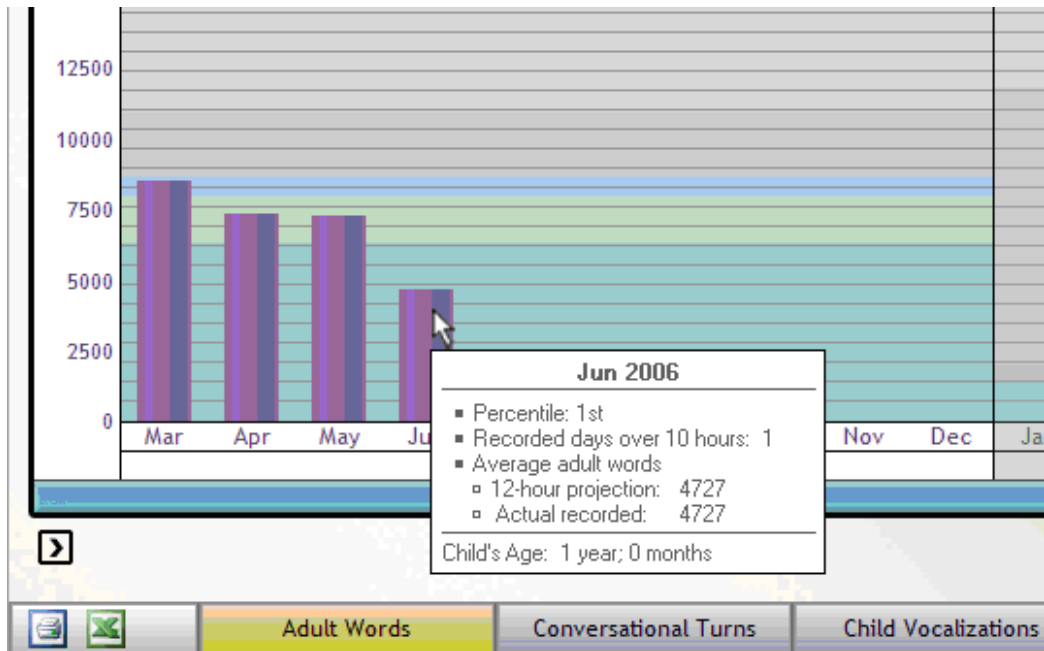 12500
10000
7500
5000
2500
0
Mar Apr May Ju Nov Dec Ja
Jun 2006
Percentile: 1st
Recorded days over 10 hours: 1
Average adult words
12-hour projection: 4727
Actual recorded: 4727
Child's Age: 1 year; 0 months
Adult Words Conversational Turns Child Vocalizations